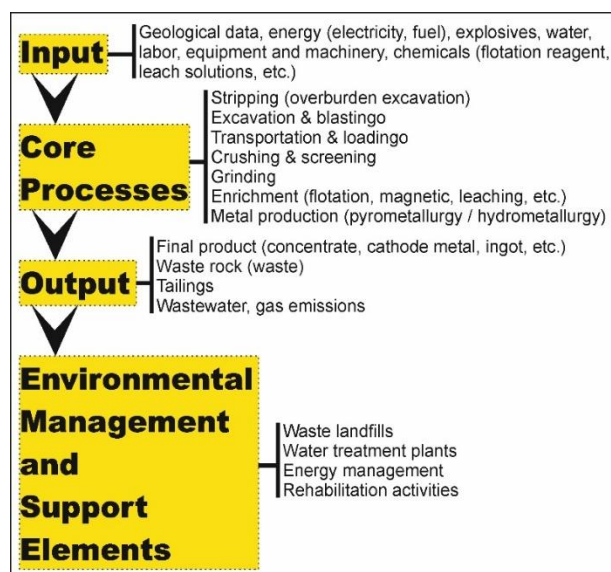 Input
Geological data, energy (electricity, fuel), explosives, water,
labor, equipment and machinery, chemicals (flotation reagent,
leach solutions, etc.)
Core
Processes
Stripping (overburden excavation)
Excavation & blastingo
Transportation & loadingo
Crushing & screening
Grinding
Enrichment (flotation, magnetic, leaching, etc.)
Metal production (pyrometallurgy / hydrometallurgy)
Output
Final product (concentrate, cathode metal, ingot, etc.)
Waste rock (waste)
Tailings
Wastewater, gas emissions
Environmental
Management
and
Support
Elements
Waste landfills
Water treatment plants
Energy management
Rehabilitation activities